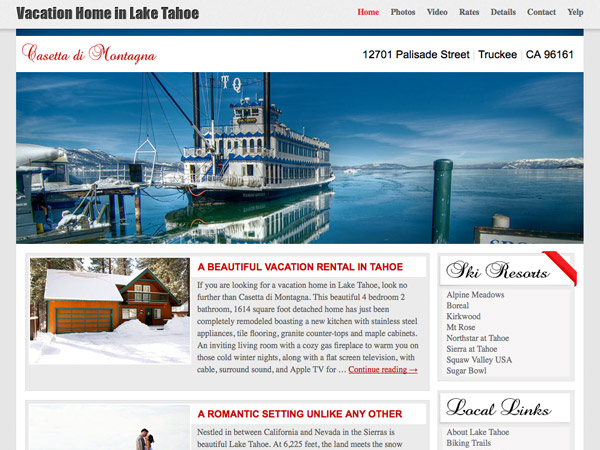 Vacation Home in Lake Tahoe
Home Photos Video Rates Details Contact Yelp
Casetta di Montagna
12701 Palisade Street | Truckee | CA 96161
TQ
A BEAUTIFUL VACATION RENTAL IN TAHOE
If you are looking for a vacation home in Lake Tahoe, look no
further than Casetta di Montagna. This beautiful 4 bedroom 2
bathroom, 1614 square foot detached home has just been
completely remodeled boasting a new kitchen with stainless steel
appliances, tile flooring, granite counter-tops and maple cabinets.
An inviting living room with a cozy gas fireplace to warm you on
those cold winter nights, along with a flat screen television, with
cable, surround sound, and Apple TV for … Continue reading →
A ROMANTIC SETTING UNLIKE ANY OTHER
Nestled in between California and Nevada in the Sierras is
beautiful Lake Tahoe. At 6,225 feet, the land meets the snow
Ski Resorts
Alpine Meadows
Boreal
Kirkwood
Mt Rose
Northstar at Tahoe
Sierra at Tahoe
Squaw Valley USA
Sugar Bowl
Local Links
About Lake Tahoe
Biking Trails